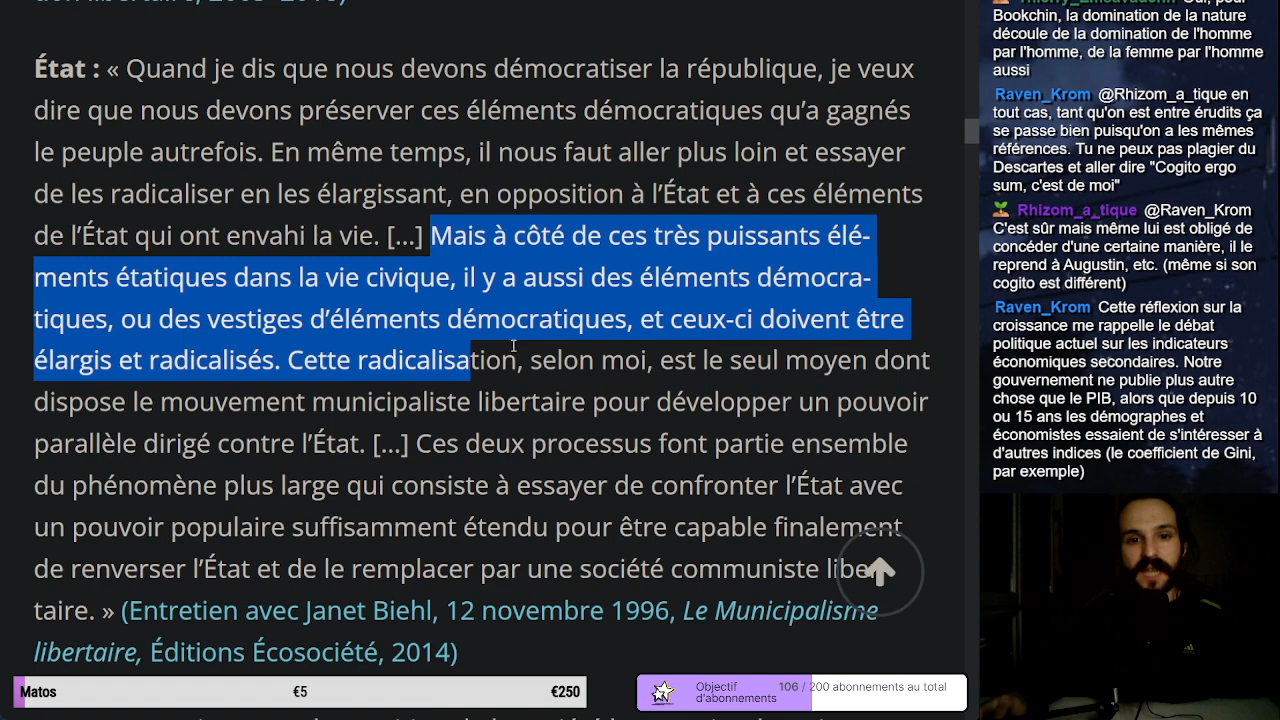 État : « Quand je dis que nous devons démocratiser la république, je veux
dire que nous devons préserver ces éléments démocratiques qu’a gagnés
le peuple autrefois. En même temps, il nous faut aller plus loin et essayer
de les radicaliser en les élargissant, en opposition à l’État et à ces éléments
de l’État qui ont envahi la vie. [...] Mais à côté de ces très puissants élé-
ments étatiques dans la vie civique, il y a aussi des éléments démocra-
tiques, ou des vestiges d’éléments démocratiques, et ceux-ci doivent être
élargis et radicalisés. Cette radicalisation, selon moi, est le seul moyen dont
dispose le mouvement municipaliste libertaire pour développer un pouvoir
parallèle dirigé contre l’État. [...] Ces deux processus font partie ensemble
du phénomène plus large qui consiste à essayer de confronter l’État avec
un pouvoir populaire suffisamment étendu pour être capable finalement
de renverser l’État et de le remplacer par une société communiste liber
taire. » (Entretien avec Janet Biehl, 12 novembre 1996, Le Municipalisme
libertaire, Éditions Écosociété, 2014)
Matos €5 €250
Objectif 106 / 200 abonnements au total
d'abonnements
Oui, pour
Bookchin, la domination de la nature
découle de la domination de l'homme
par l'homme, de la femme par l'homme
aussi
Raven_Krom @Rhizom_a_tique en
tout cas, tant qu'on est entre érudits ça
se passe bien puisqu'on a les mêmes
références. Tu ne peux pas plagier du
Descartes et aller dire "Cogito ergo
sum, c'est de moi"
Rhizom_a_tique @Raven_Krom
C'est sûr mais même lui est obligé de
concéder d'une certaine manière, il le
reprend à Augustin, etc. (même si son
cogito est différent)
Raven_Krom Cette réflexion sur la
croissance me rappelle le débat
politique actuel sur les indicateurs
économiques secondaires. Notre
gouvernement ne publie plus autre
chose que le PIB, alors que depuis 10
ou 15 ans les démographes et
économistes essaient de s'intéresser à
d'autres indices (le coefficient de Gini,
par exemple)